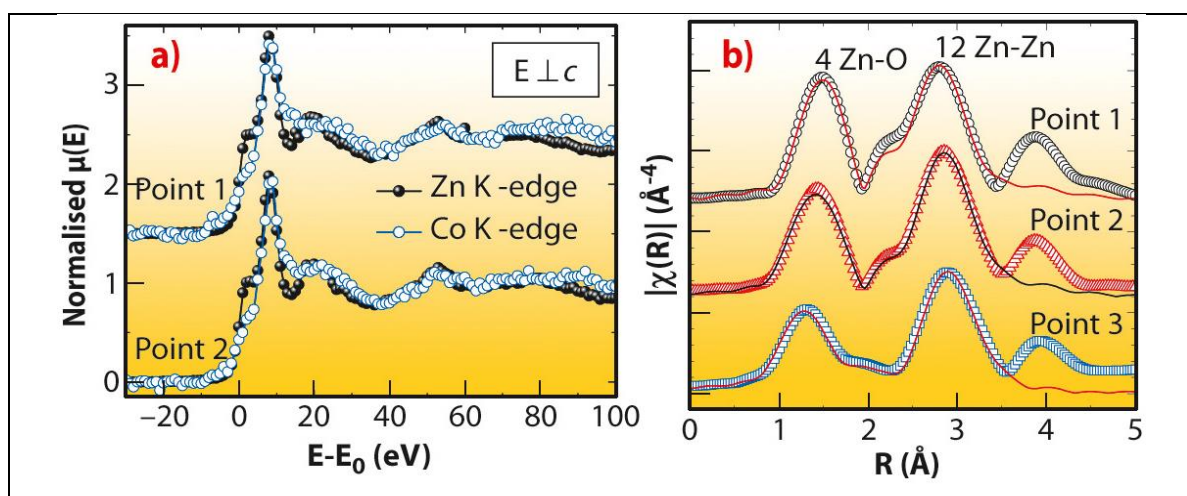 a)
E ⊥ c
Normalised μ(E)
3
2
1
0
Point 1
Point 2
Zn K -edge
Co K -edge
−20 0 20 40 60 80 100
E-E₀ (eV)
b)
4 Zn-O
12 Zn-Zn
|χ(R)| (Å⁻⁴)
Point 1
Point 2
Point 3
0 1 2 3 4 5
R (Å)